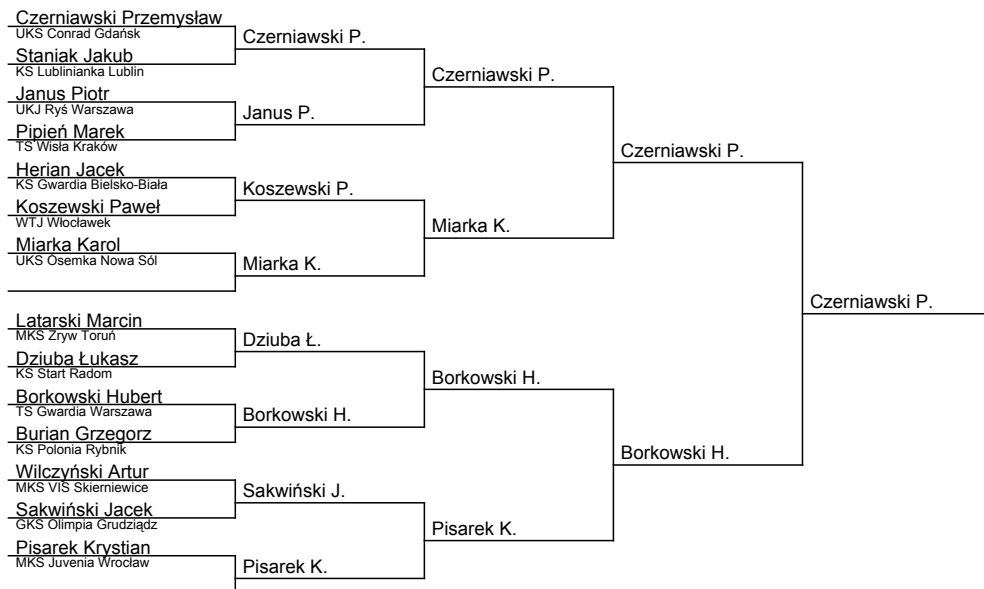 Czerniawski Przemysław
UKS Conrad Gdańsk
Staniak Jakub
KS Lublinianka Lublin
Janus Piotr
UKJ Ryś Warszawa
Pipień Marek
TS Wisła Kraków
Herian Jacek
KS Gwardia Bielsko-Biała
Koszewski Paweł
WTJ Włocławek
Miarka Karol
UKS Ósemka Nowa Sól
Latarski Marcin
MKS Zryw Toruń
Dziuba Łukasz
KS Start Radom
Borkowski Hubert
TS Gwardia Warszawa
Burian Grzegorz
KS Polonia Rybnik
Wilczyński Artur
MKS VIS Skierniewice
Sakwiński Jacek
GKS Olimpia Grudziądz
Pisarek Krystian
MKS Juvenia Wrocław
Czerniawski P.
Janus P.
Koszewski P.
Miarka K.
Dziuba Ł.
Borkowski H.
Sakwiński J.
Pisarek K.
Czerniawski P.
Miarka K.
Borkowski H.
Pisarek K.
Czerniawski P.
Borkowski H.
Czerniawski P.